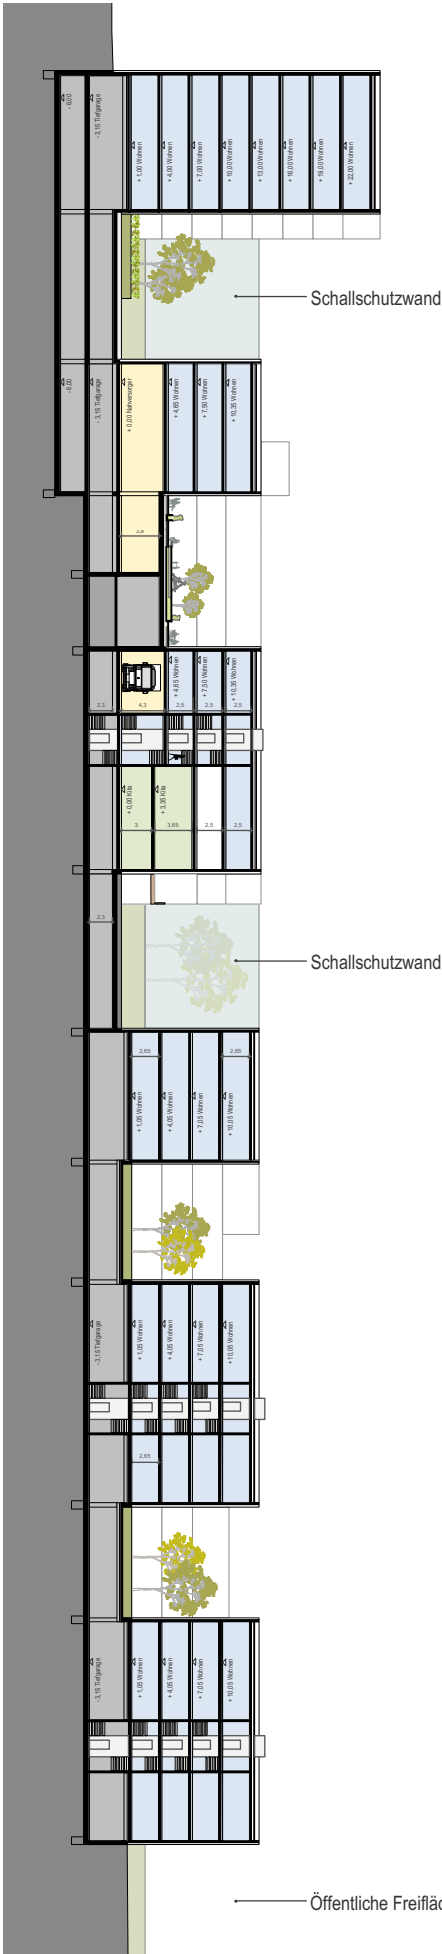 - 6,00
- 3,15 Tiefgarage
+ 1,00 Wohnen
+ 4,00 Wohnen
+ 7,00 Wohnen
+ 10,00 Wohnen
+ 13,00 Wohnen
+ 16,00 Wohnen
+ 19,00 Wohnen
+ 22,00 Wohnen
Schallschutzwand
- 6,00
- 3,15 Tiefgarage
+ 0,00 Nahversorger
+ 4,65 Wohnen
+ 7,50 Wohnen
+ 10,35 Wohnen
+ 4,65 Wohnen
+ 7,50 Wohnen
+ 10,35 Wohnen
2,3
4,3
2,5
2,5
2,5
+ 0,00 Kita
+ 3,35 Kita
3
3,65
2,5
2,5
2,3
Schallschutzwand
2,65
2,65
+ 1,05 Wohnen
+ 4,05 Wohnen
+ 7,05 Wohnen
+ 10,05 Wohnen
- 3,15 Tiefgarage
+ 1,05 Wohnen
+ 4,05 Wohnen
+ 7,05 Wohnen
+ 10,05 Wohnen
2,65
- 3,15 Tiefgarage
+ 1,05 Wohnen
+ 4,05 Wohnen
+ 7,05 Wohnen
+ 10,05 Wohnen
Öffentliche Freifläc